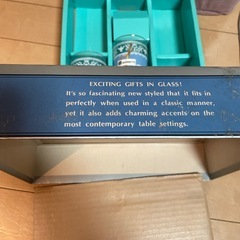 EXCITING GIFTS IN GLASS!
It's so fascinating new styled that it fits in
perfectly when used in a classic manner,
yet it also adds charming accents on the
most contemporary table settings.